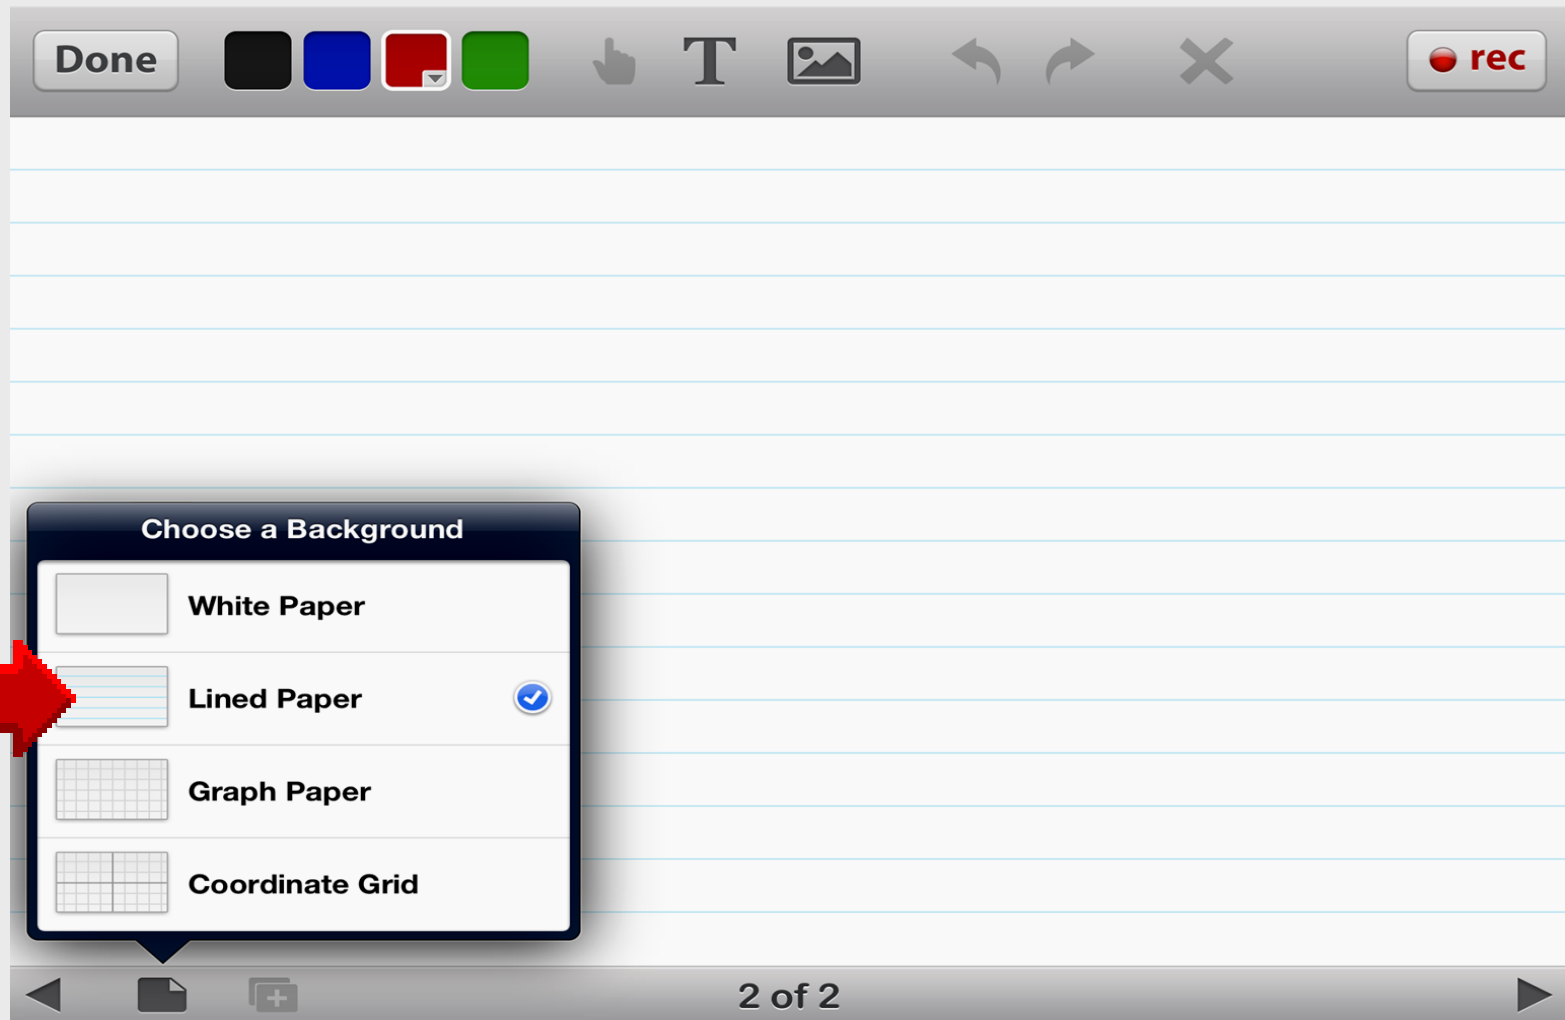 Done
T
rec
Choose a Background
White Paper
Lined Paper
Graph Paper
Coordinate Grid
2 of 2